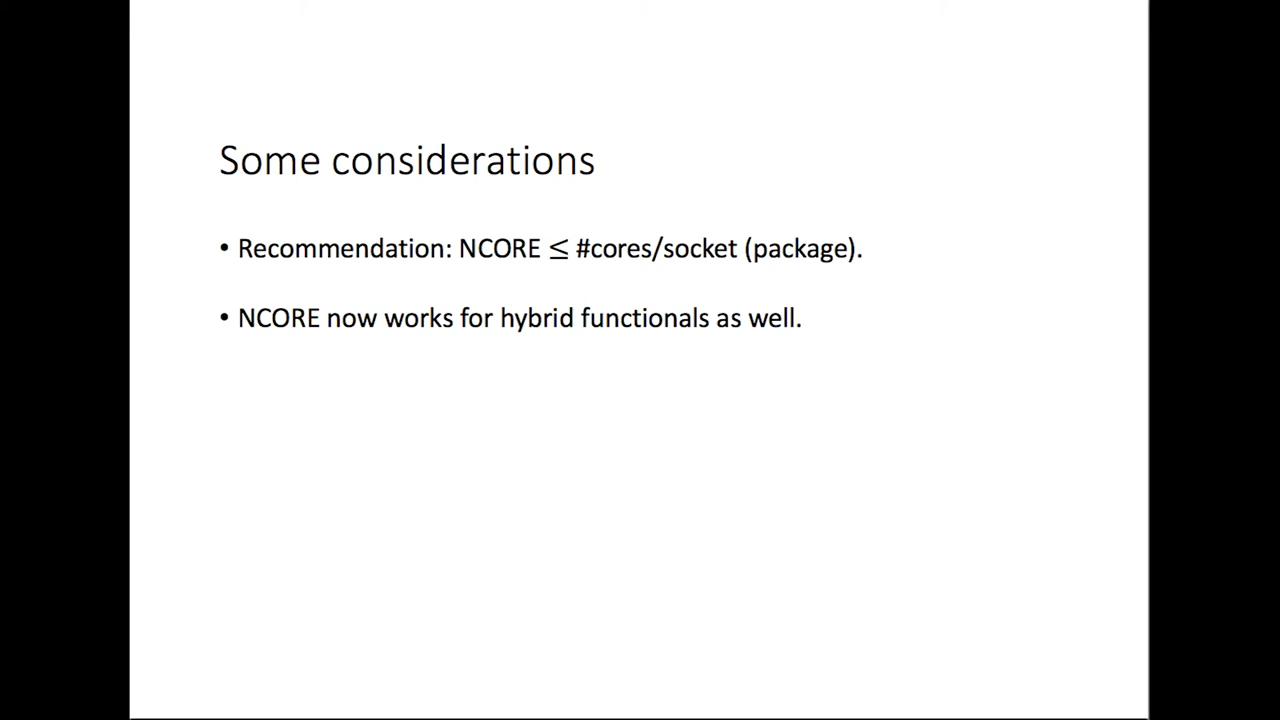 Some considerations
• Recommendation: NCORE ≤ #cores/socket (package).
• NCORE now works for hybrid functionals as well.